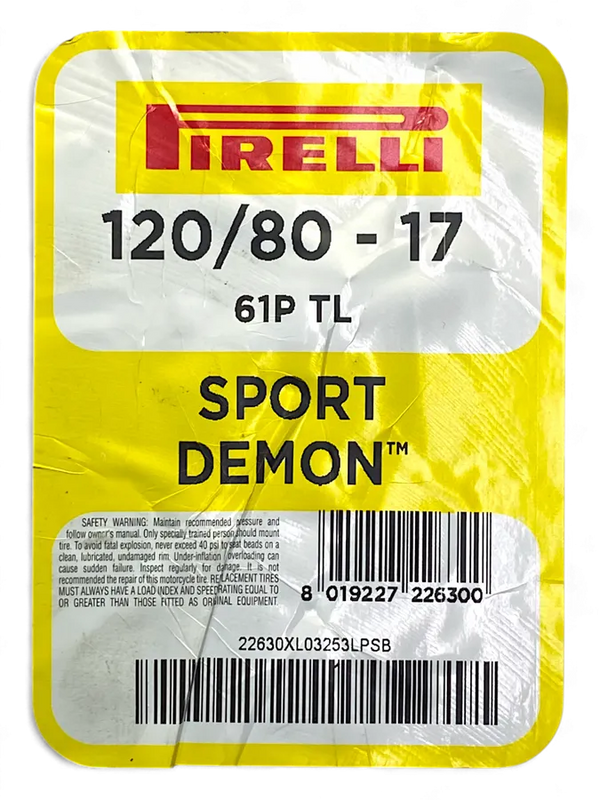 PIRELLI
120/80 - 17
61P TL
SPORT
DEMON™
SAFETY WARNING: Maintain recommended pressure and
follow owner's manual. Only specially trained person should mount
tire. To avoid fatal explosion, never exceed 40 psi to seat beads on a
clean, lubricated, undamaged rim. Under-inflation / overloading can
cause sudden failure. Inspect regularly for damage. It is not
recommended the repair of this motorcycle tire. REPLACEMENT TIRES
MUST ALWAYS HAVE A LOAD INDEX AND SPEED RATING EQUAL TO
OR GREATER THAN THOSE FITTED AS ORIGINAL EQUIPMENT.
8 019227 226300
22630XL03253LPSB